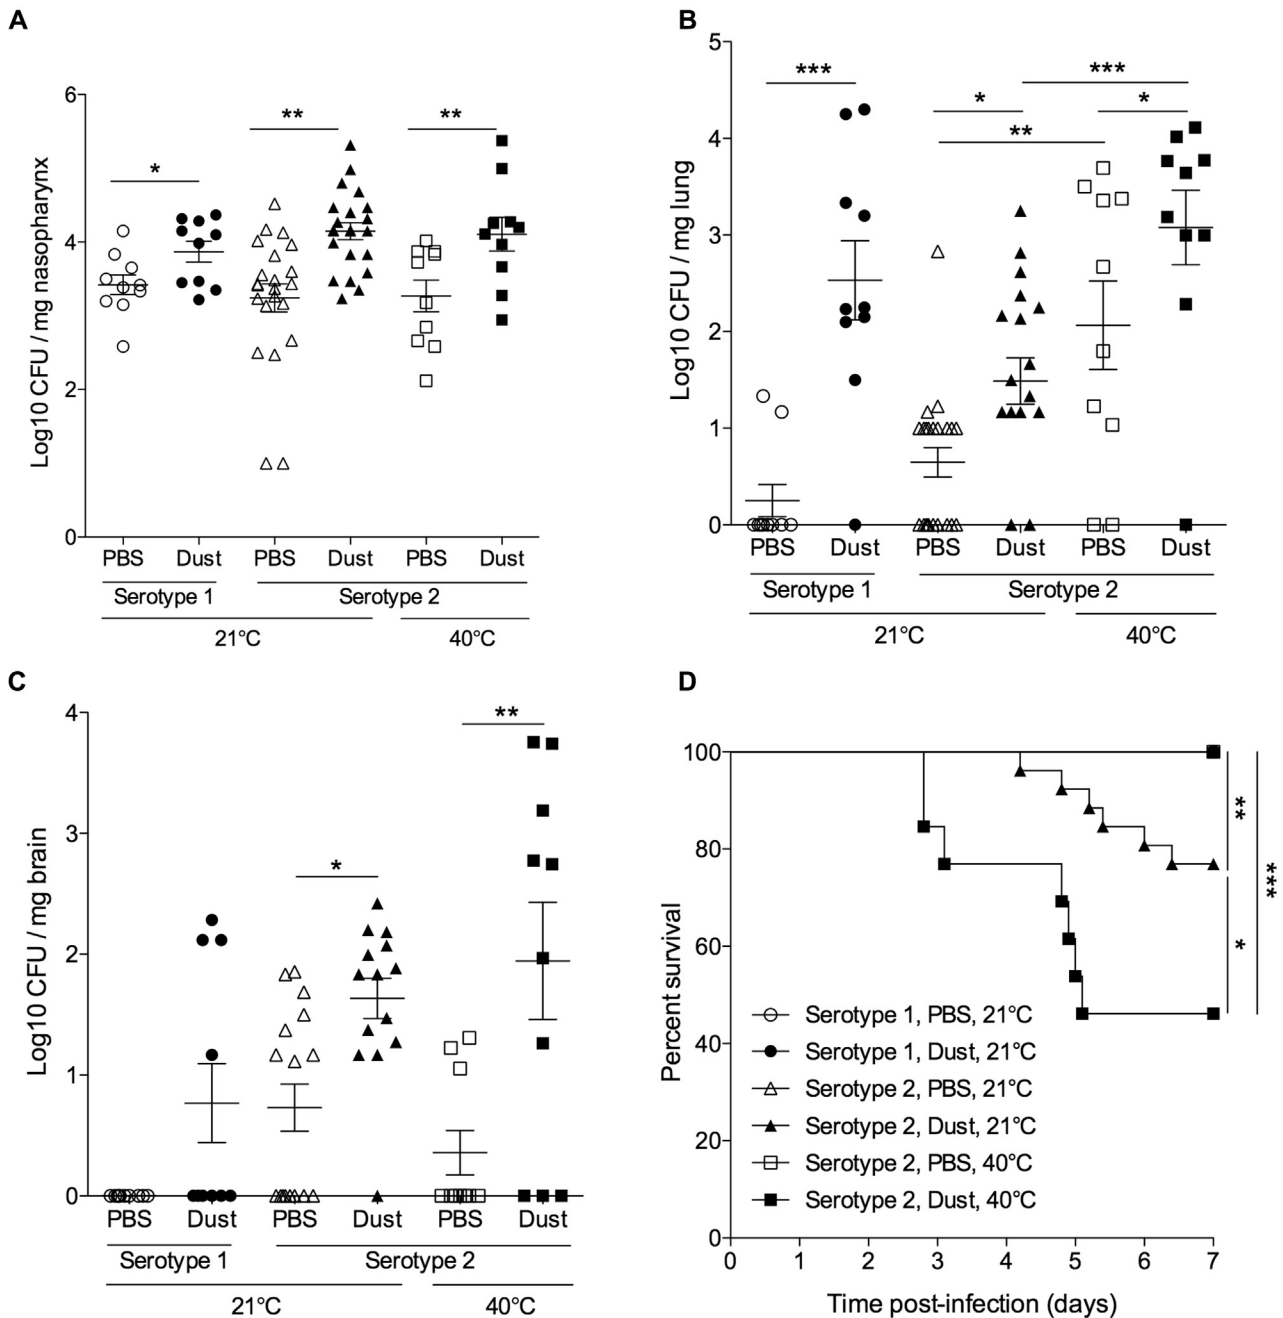 A
Log10 CFU / mg nasopharynx
6
4
2
0
*
**
**
PBS Dust PBS Dust PBS Dust
Serotype 1 Serotype 2
21°C 40°C
B
Log10 CFU / mg lung
5
4
3
2
1
0
***
*
**
***
*
PBS Dust PBS Dust PBS Dust
Serotype 1 Serotype 2
21°C 40°C
C
Log10 CFU / mg brain
4
3
2
1
0
*
**
PBS Dust PBS Dust PBS Dust
Serotype 1 Serotype 2
21°C 40°C
D
Percent survival
100
80
60
40
20
0
**
*
***
Serotype 1, PBS, 21°C
Serotype 1, Dust, 21°C
Serotype 2, PBS, 21°C
Serotype 2, Dust, 21°C
Serotype 2, PBS, 40°C
Serotype 2, Dust, 40°C
0 1 2 3 4 5 6 7
Time post-infection (days)